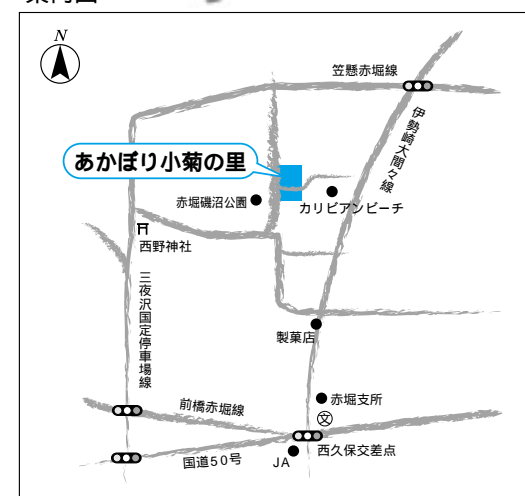 N
笠懸赤堀線
伊勢崎大間々線
あかぼり小菊の里
赤堀磯沼公園
カリビアンビーチ
西野神社
三夜沢国定停車場線
製菓店
前橋赤堀線
赤堀支所
文
西久保交差点
国道50号
JA